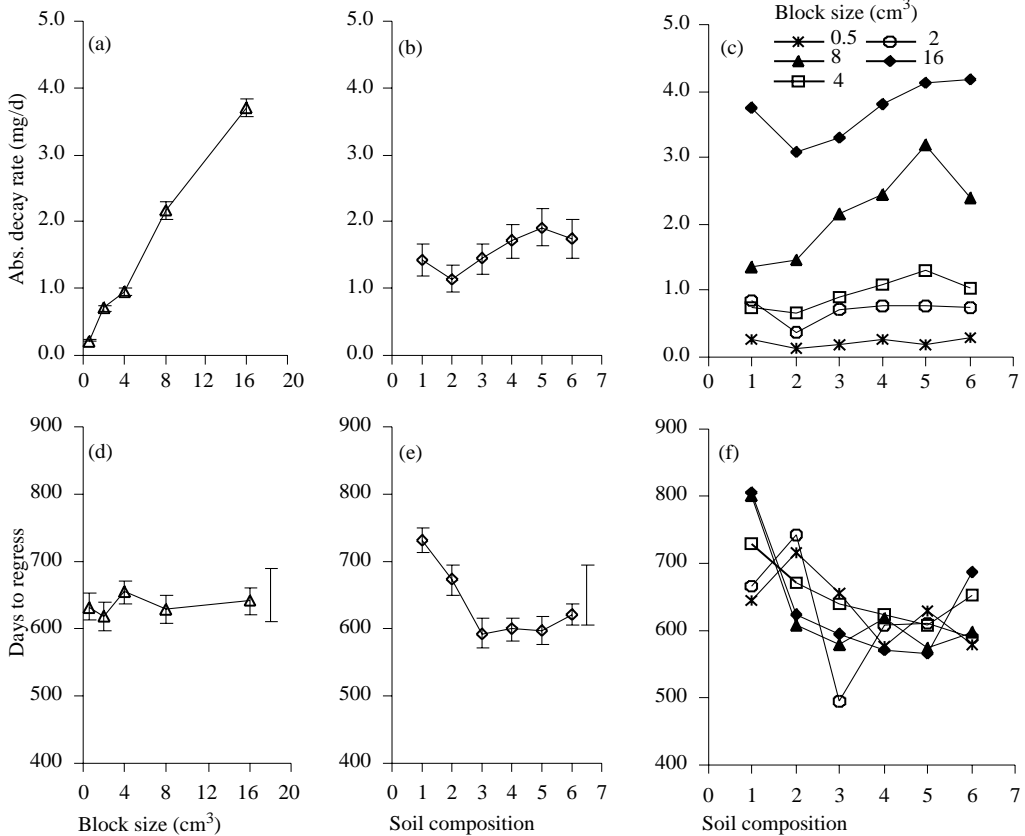 Block size (cm³)
0.5
2
8
16
4
(a)
5.0
4.0
3.0
2.0
1.0
0.0
Abs. decay rate (mg/d)
0 4 8 12 16 20
(b)
5.0
4.0
3.0
2.0
1.0
0.0
0 1 2 3 4 5 6 7
(c)
5.0
4.0
3.0
2.0
1.0
0.0
0 1 2 3 4 5 6 7
(d)
900
800
700
600
500
400
Days to regress
0 4 8 12 16 20
Block size (cm³)
(e)
900
800
700
600
500
400
0 1 2 3 4 5 6 7
Soil composition
(f)
900
800
700
600
500
400
0 1 2 3 4 5 6 7
Soil composition